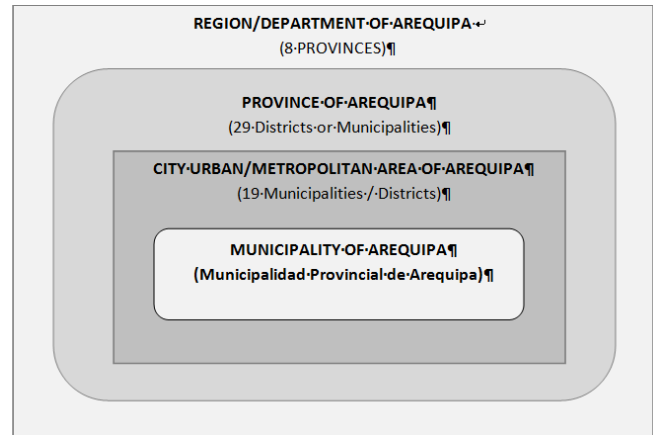 REGION/DEPARTMENT·OF·AREQUIPA·↵
(8·PROVINCES)¶
PROVINCE·OF·AREQUIPA¶
(29·Districts·or·Municipalities)¶
CITY·URBAN/METROPOLITAN·AREA·OF·AREQUIPA¶
(19·Municipalities·/·Districts)¶
MUNICIPALITY·OF·AREQUIPA¶
(Municipalidad·Provincial·de·Arequipa)¶